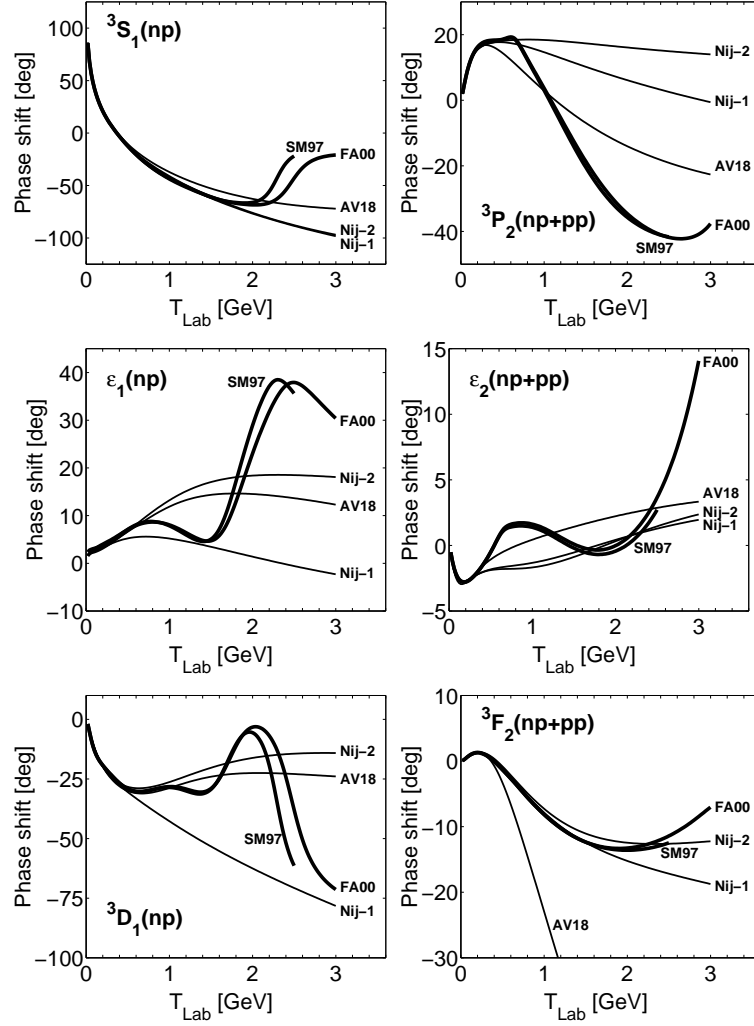 ³S₁(np)
100
50
0
−50
−100
Phase shift [deg]
SM97
FA00
AV18
Nij−2
Nij−1
0 1 2 3
T_Lab [GeV]
³P₂(np+pp)
20
0
−20
−40
Phase shift [deg]
Nij−2
Nij−1
AV18
FA00
SM97
0 1 2 3
T_Lab [GeV]
ε₁(np)
40
30
20
10
0
−10
Phase shift [deg]
SM97
FA00
Nij−2
AV18
Nij−1
0 1 2 3
T_Lab [GeV]
ε₂(np+pp)
15
10
5
0
−5
Phase shift [deg]
FA00
AV18
Nij−2
Nij−1
SM97
0 1 2 3
T_Lab [GeV]
³D₁(np)
0
−25
−50
−75
−100
Phase shift [deg]
Nij−2
AV18
SM97
FA00
Nij−1
0 1 2 3
T_Lab [GeV]
³F₂(np+pp)
10
0
−10
−20
−30
Phase shift [deg]
FA00
Nij−2
SM97
Nij−1
AV18
0 1 2 3
T_Lab [GeV]